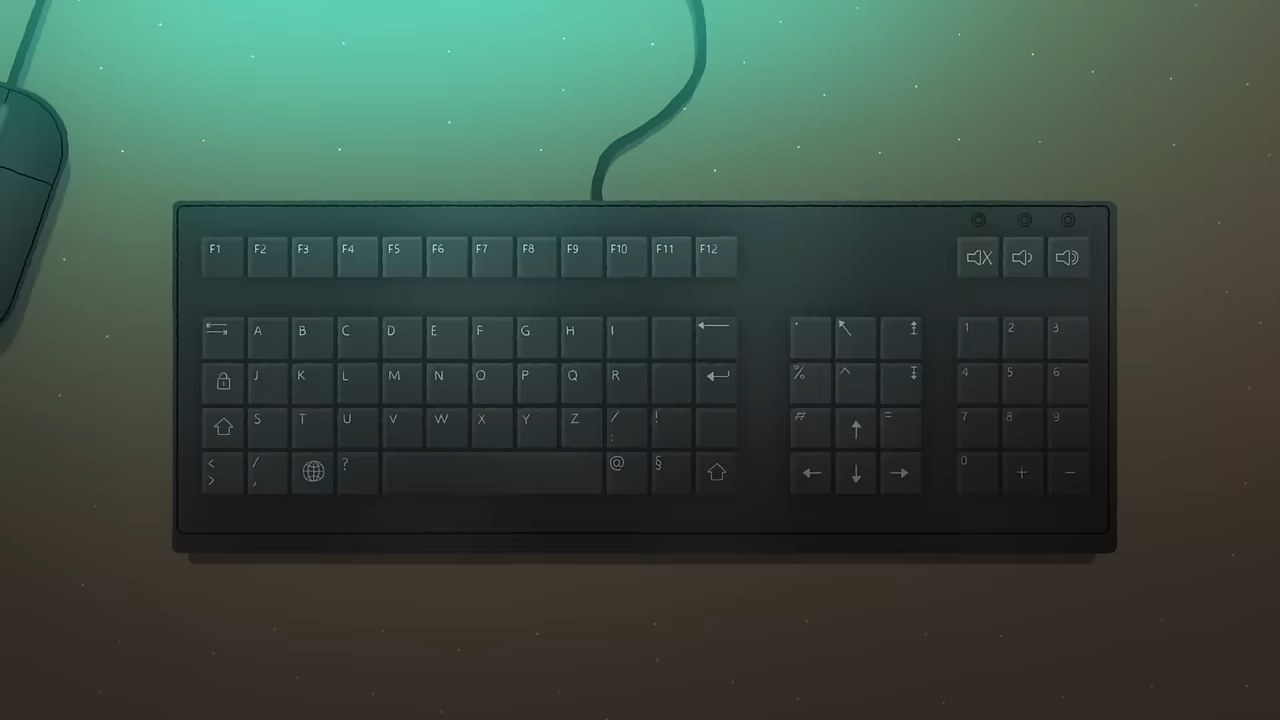 F1 F2 F3 F4 F5 F6 F7 F8 F9 F10 F11 F12
A B C D E F G H I
. 
1 2 3
J K L M N O P Q R
% ^
4 5 6
S T U V W X Y Z / :
!
# =
7 8 9
< > / , ?
@ §
0 + -